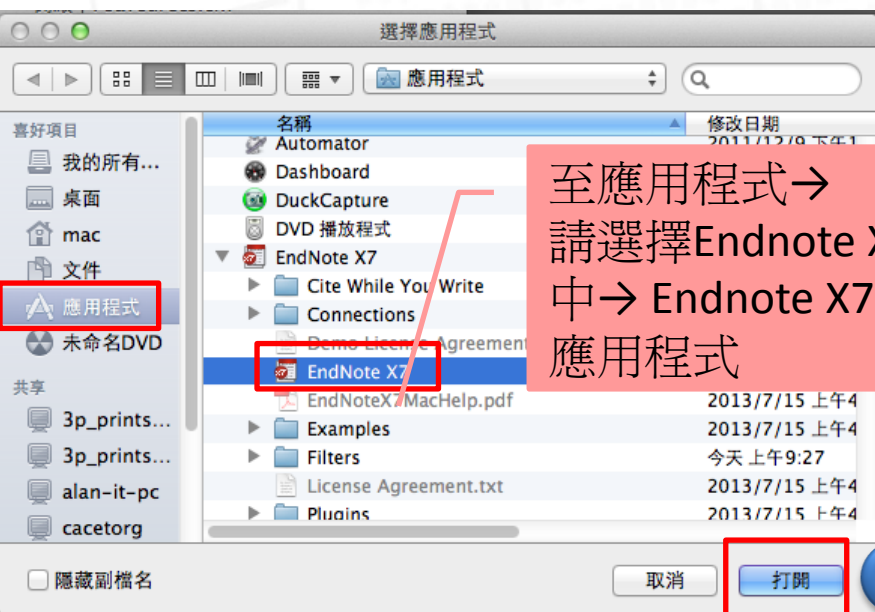 選擇應用程式
應用程式
喜好項目
我的所有...
桌面
mac
文件
應用程式
未命名DVD
共享
3p_prints...
3p_prints...
alan-it-pc
cacetorg
名稱
修改日期
Automator
2011/12/9 下午1
Dashboard
DuckCapture
DVD 播放程式
EndNote X7
Cite While You Write
Connections
Demo License Agreement
EndNote X7
EndNoteX7MacHelp.pdf
2013/7/15 上午4
Examples
2013/7/15 上午4
Filters
今天 上午9:27
License Agreement.txt
2013/7/15 上午4
Plugins
2013/7/15 上午4
至應用程式→
請選擇Endnote X
中→ Endnote X7
應用程式
隱藏副檔名
取消
打開